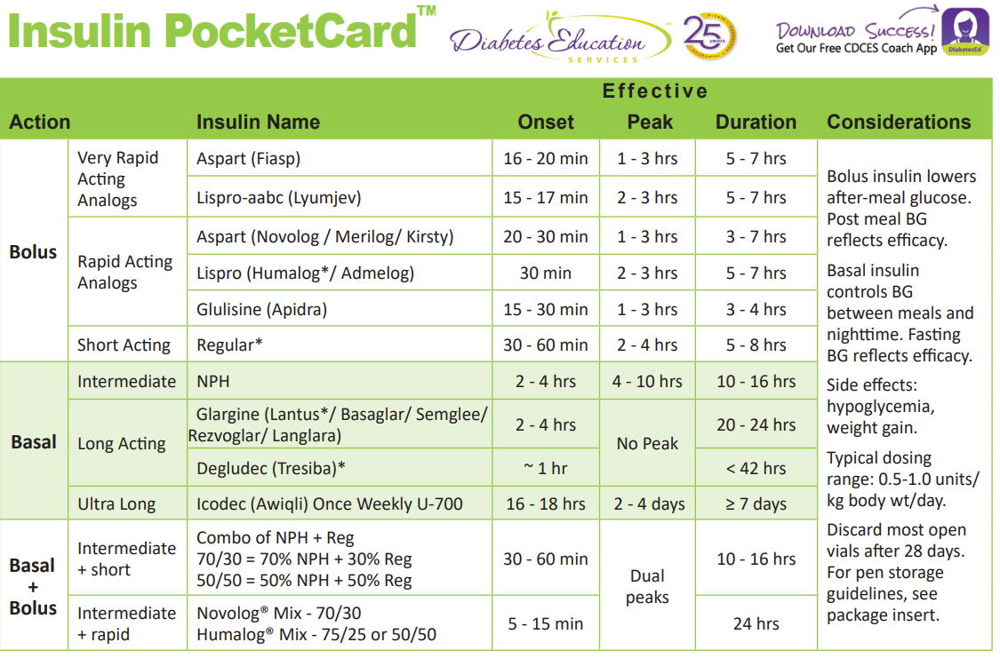 Insulin PocketCard™
Diabetes Education
SERVICES
25
years
DOWNLOAD SUCCESS!
Get Our Free CDCES Coach App
DiabetesEd
Effective
Action Insulin Name Onset Peak Duration Considerations
Bolus
Very Rapid
Acting
Analogs
Aspart (Fiasp) 16 - 20 min 1 - 3 hrs 5 - 7 hrs
Lispro-aabc (Lyumjev) 15 - 17 min 2 - 3 hrs 5 - 7 hrs
Rapid Acting
Analogs
Aspart (Novolog / Merilog/ Kirsty) 20 - 30 min 1 - 3 hrs 3 - 7 hrs
Lispro (Humalog*/ Admelog) 30 min 2 - 3 hrs 5 - 7 hrs
Glulisine (Apidra) 15 - 30 min 1 - 3 hrs 3 - 4 hrs
Short Acting Regular* 30 - 60 min 2 - 4 hrs 5 - 8 hrs
Basal
Intermediate NPH 2 - 4 hrs 4 - 10 hrs 10 - 16 hrs
Long Acting
Glargine (Lantus*/ Basaglar/ Semglee/
Rezvoglar/ Langlara)
2 - 4 hrs No Peak 20 - 24 hrs
Degludec (Tresiba)* ~ 1 hr < 42 hrs
Ultra Long Icodec (Awiqli) Once Weekly U-700 16 - 18 hrs 2 - 4 days ≥ 7 days
Basal
+
Bolus
Intermediate
+ short
Combo of NPH + Reg
70/30 = 70% NPH + 30% Reg
50/50 = 50% NPH + 50% Reg
30 - 60 min
Dual
peaks
10 - 16 hrs
Intermediate
+ rapid
Novolog® Mix - 70/30
Humalog® Mix - 75/25 or 50/50
5 - 15 min 24 hrs
Bolus insulin lowers
after-meal glucose.
Post meal BG
reflects efficacy.
Basal insulin
controls BG
between meals and
nighttime. Fasting
BG reflects efficacy.
Side effects:
hypoglycemia,
weight gain.
Typical dosing
range: 0.5-1.0 units/
kg body wt/day.
Discard most open
vials after 28 days.
For pen storage
guidelines, see
package insert.